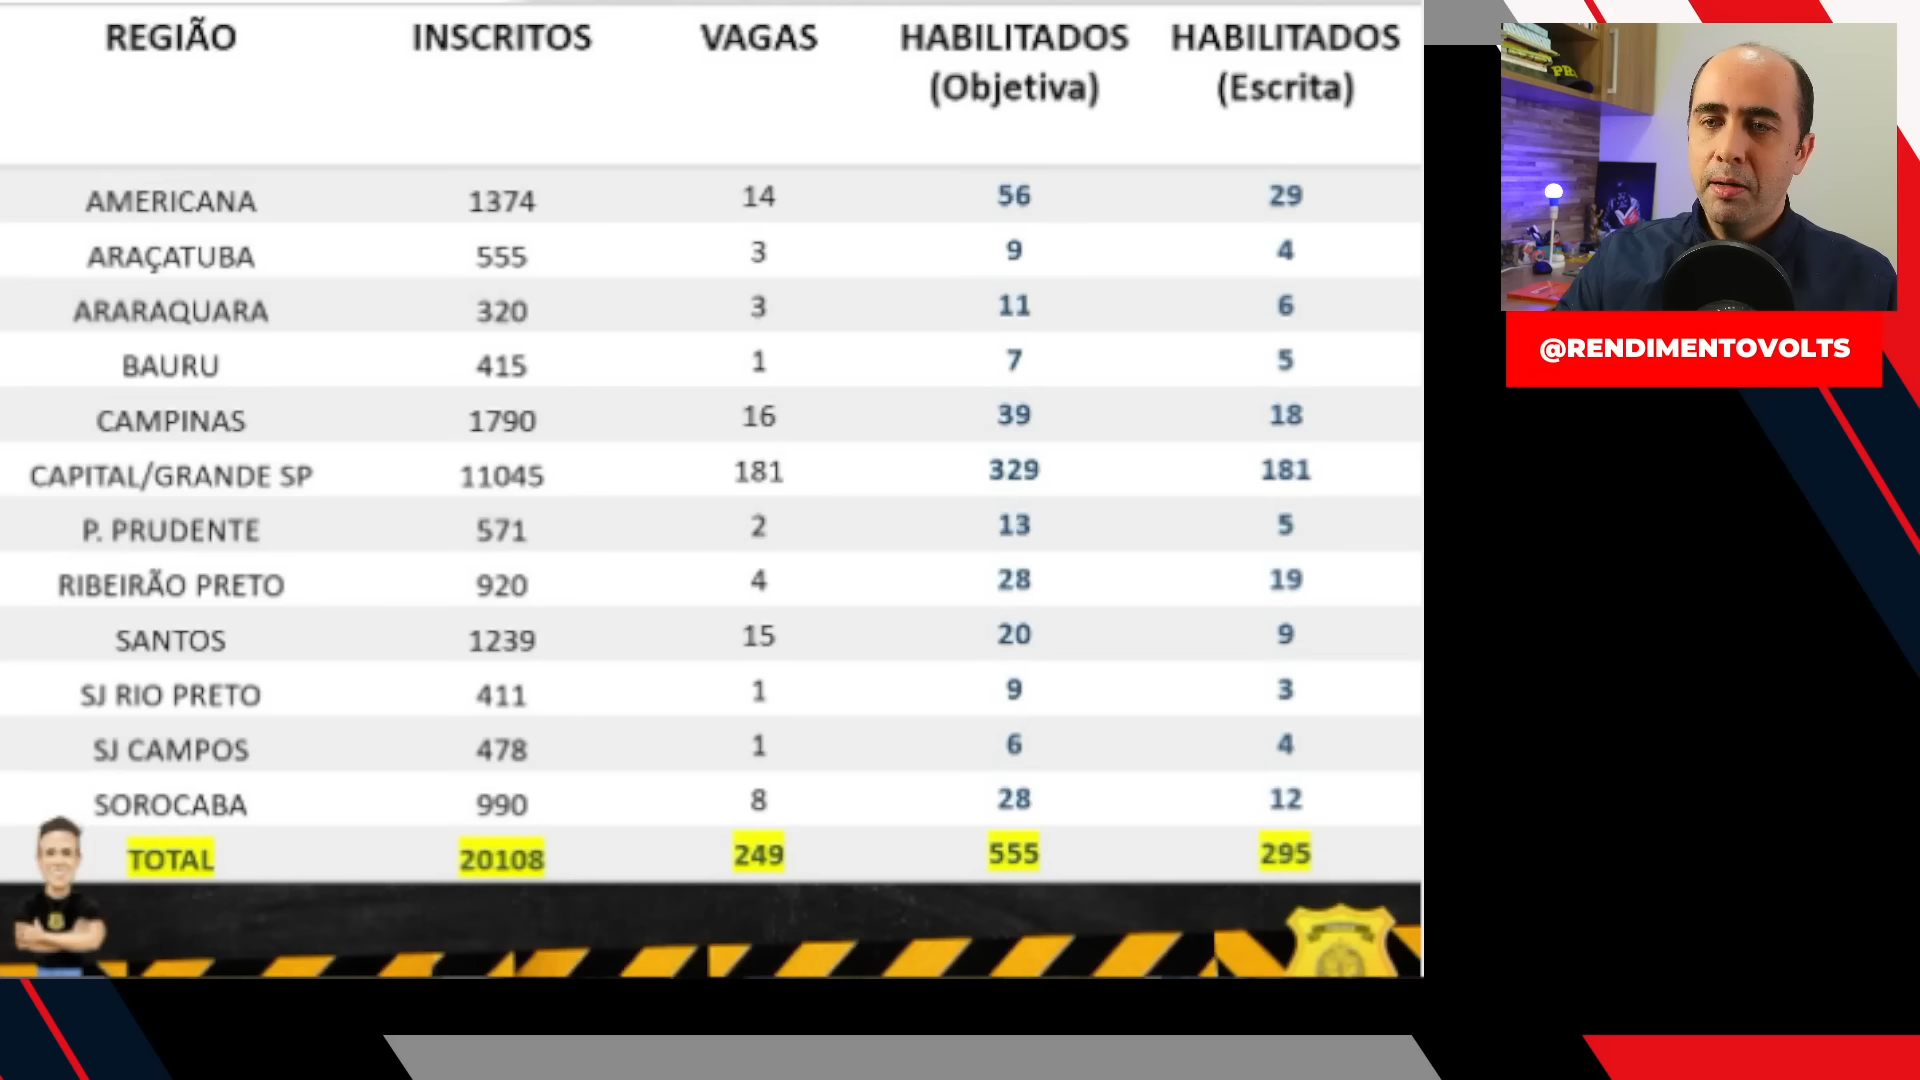 REGIÃO INSCRITOS VAGAS HABILITADOS (Objetiva) HABILITADOS (Escrita)
AMERICANA 1374 14 56 29
ARAÇATUBA 555 3 9 4
ARARAQUARA 320 3 11 6
BAURU 415 1 7 5
CAMPINAS 1790 16 39 18
CAPITAL/GRANDE SP 11045 181 329 181
P. PRUDENTE 571 2 13 5
RIBEIRÃO PRETO 920 4 28 19
SANTOS 1239 15 20 9
SJ RIO PRETO 411 1 9 3
SJ CAMPOS 478 1 6 4
SOROCABA 990 8 28 12
TOTAL 20108 249 555 295
@RENDIMENTOVOLTS